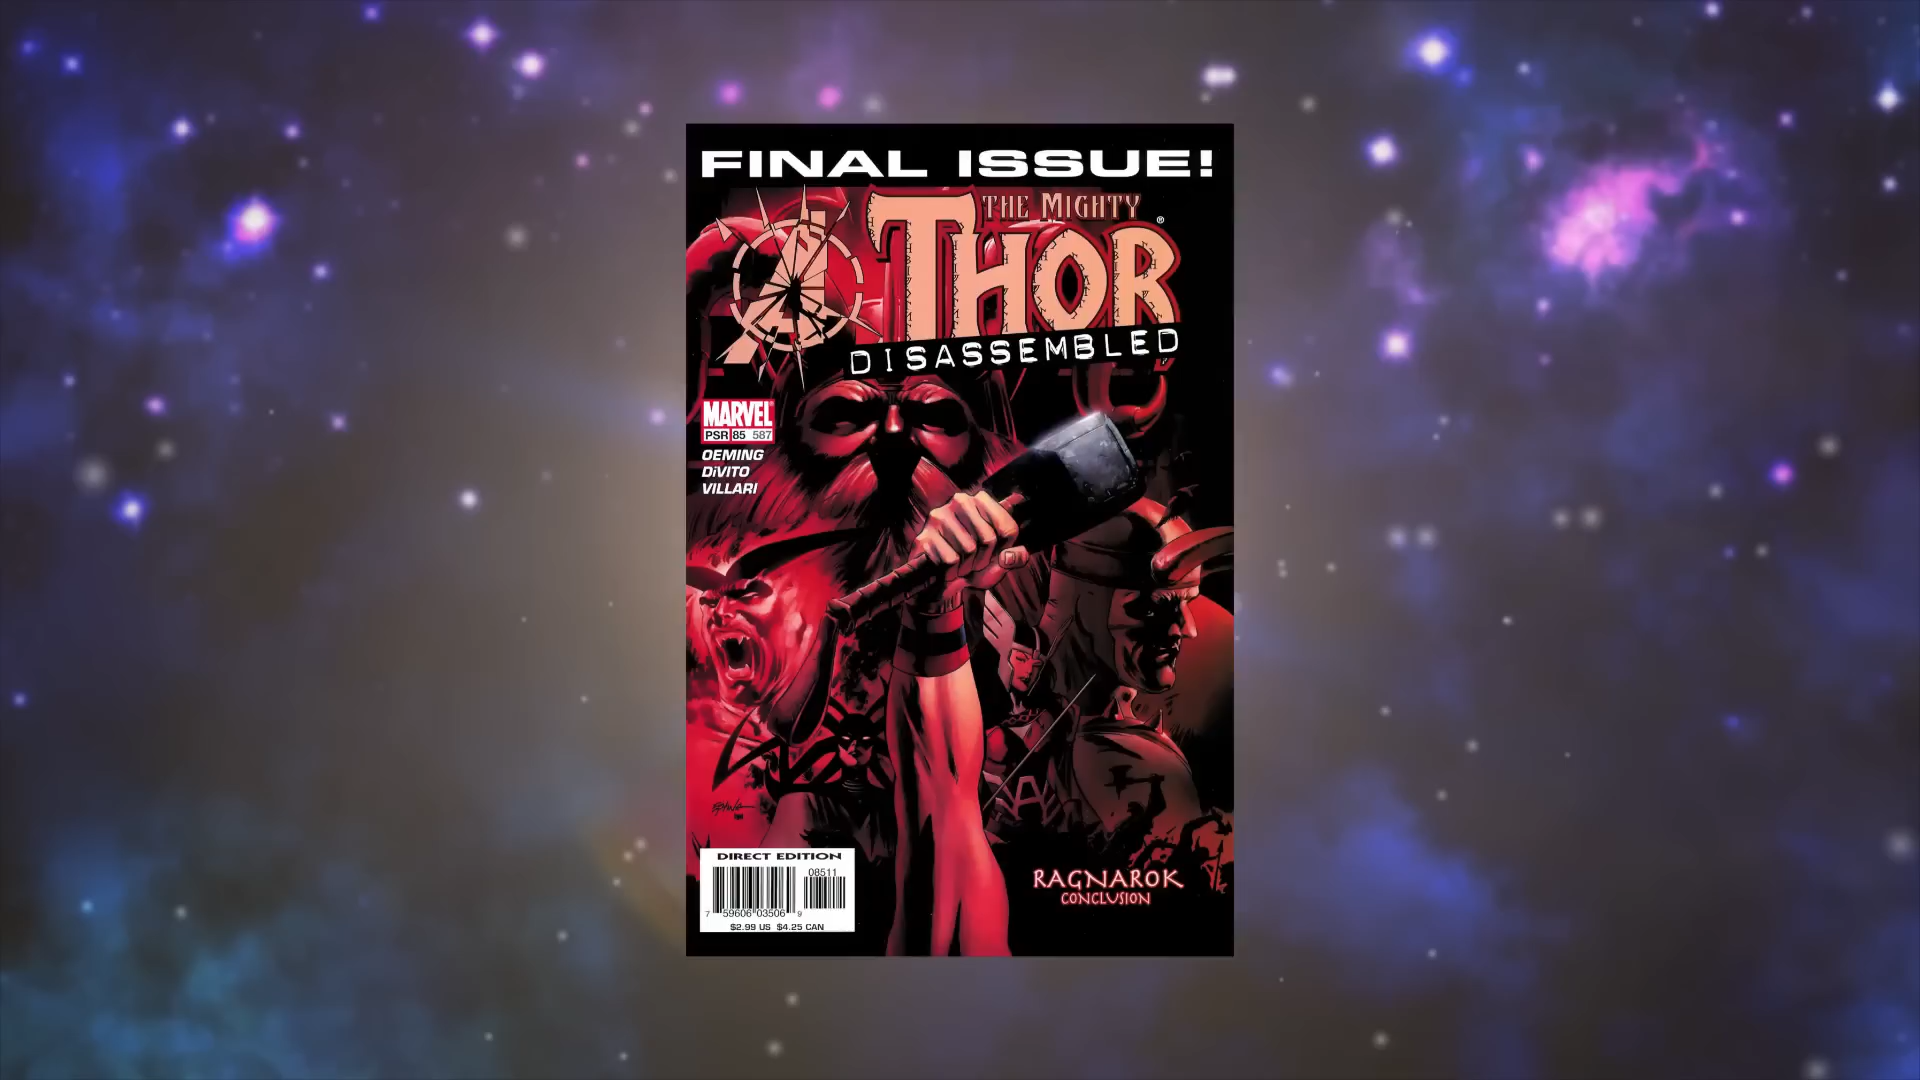 FINAL ISSUE!
THE MIGHTY
THOR®
DISASSEMBLED
MARVEL
PSR 85 587
OEMING
DiVITO
VILLARI
DIRECT EDITION
08511
7 59606 03506 9
$2.99 US $4.25 CAN
RAGNAROK
CONCLUSION